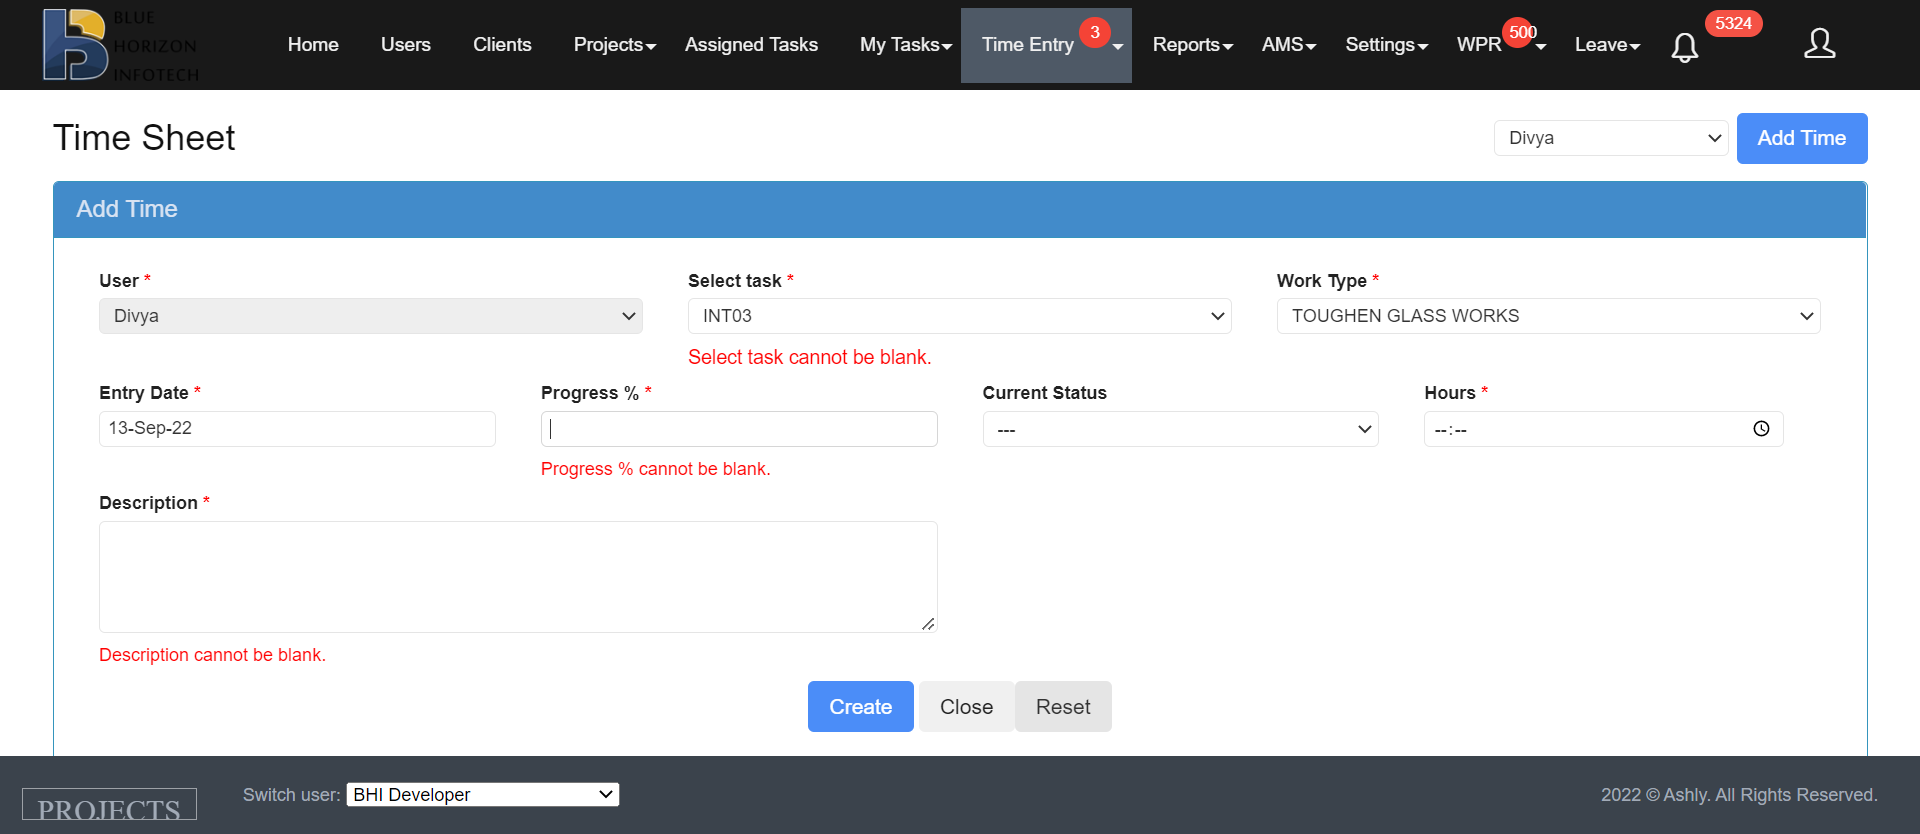 BLUE
HORIZON
INFOTECH
Home Users Clients Projects Assigned Tasks My Tasks Time Entry 3 Reports AMS Settings WPR 500 Leave 5324
Time Sheet
Divya
Add Time
Add Time
User * Select task * Work Type *
Divya INT03 TOUGHEN GLASS WORKS
Select task cannot be blank.
Entry Date * Progress % * Current Status Hours *
13-Sep-22 --- --:--
Progress % cannot be blank.
Description *
Description cannot be blank.
Create Close Reset
PROJECTS Switch user: BHI Developer 2022 © Ashly. All Rights Reserved.